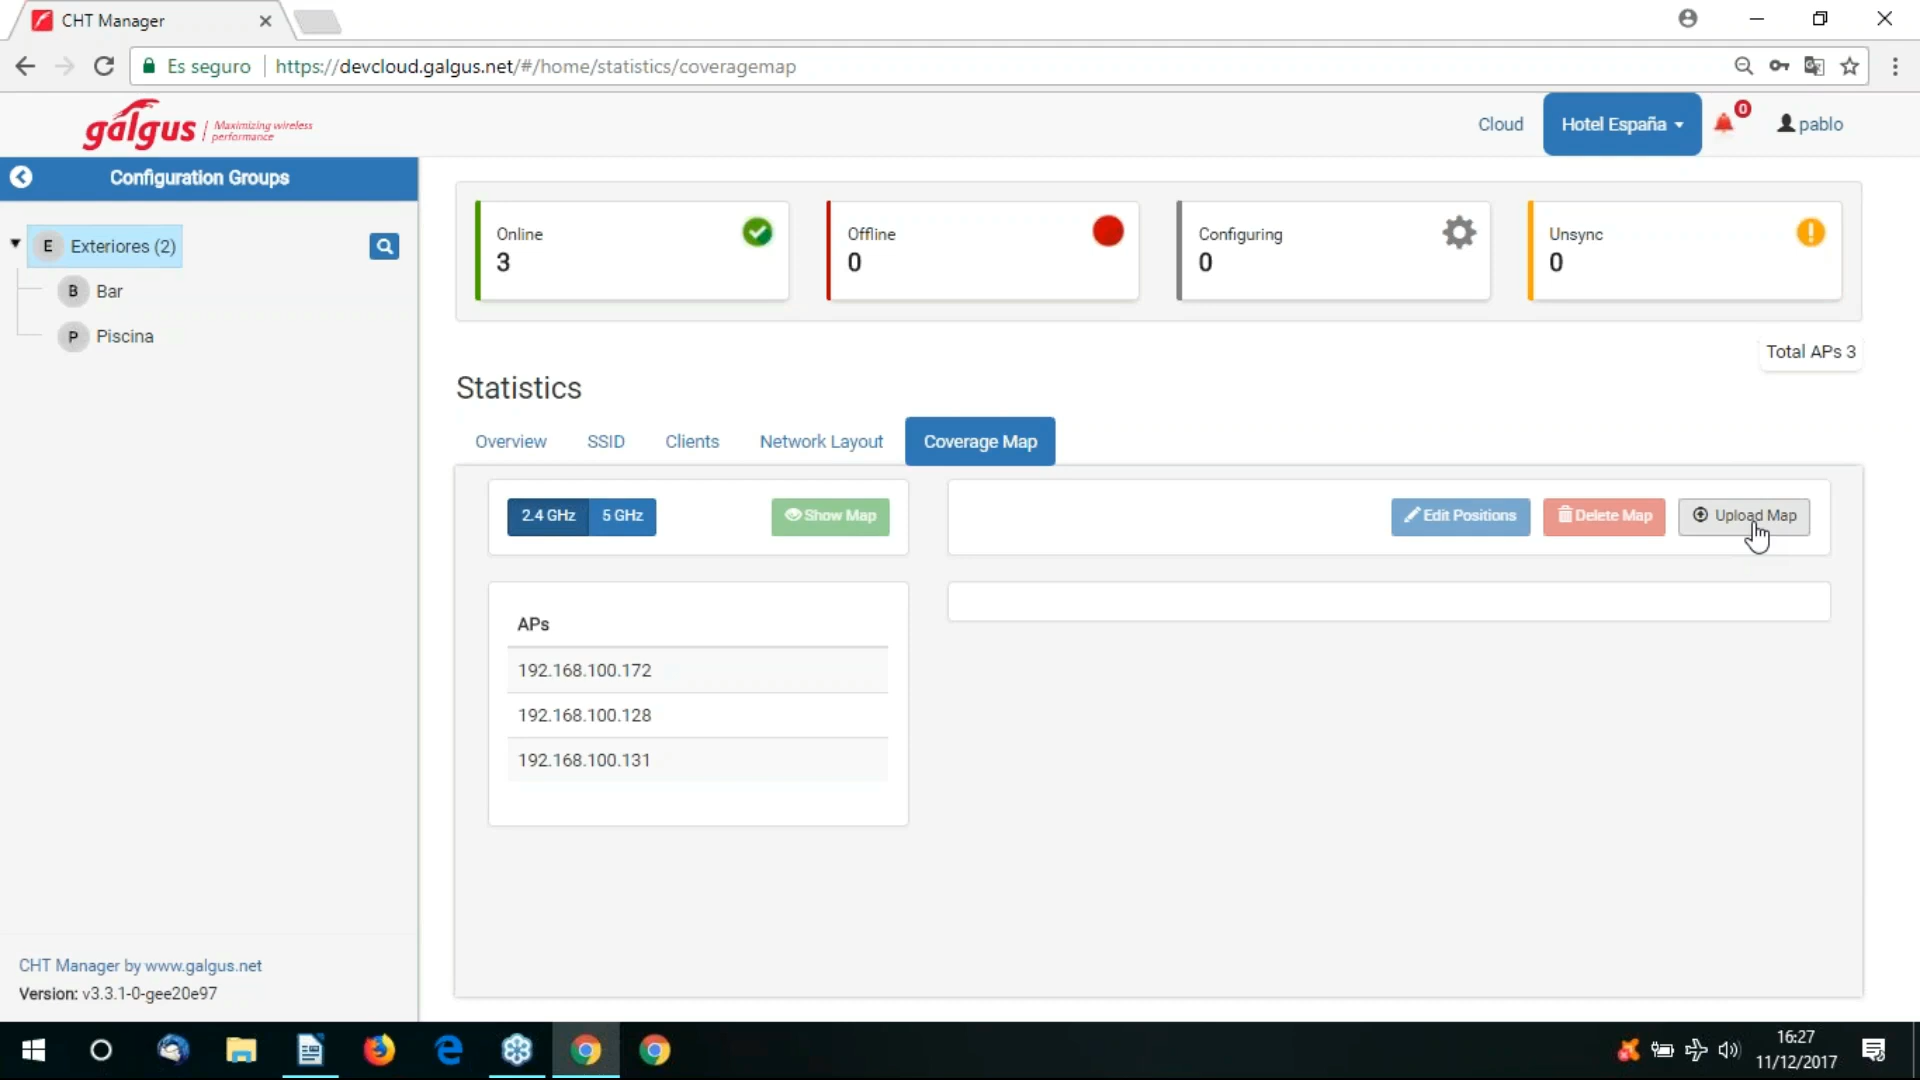 CHT Manager
Es seguro
https://devcloud.galgus.net/#/home/statistics/coveragemap
galgus
Maximizing wireless
performance
Cloud
Hotel España
0
pablo
Configuration Groups
E Exteriores (2)
B Bar
P Piscina
Online
3
Offline
0
Configuring
0
Unsync
0
Total APs 3
Statistics
Overview
SSID
Clients
Network Layout
Coverage Map
2.4 GHz
5 GHz
Show Map
Edit Positions
Delete Map
Upload Map
APs
192.168.100.172
192.168.100.128
192.168.100.131
CHT Manager by www.galgus.net
Version: v3.3.1-0-gee20e97
16:27
11/12/2017